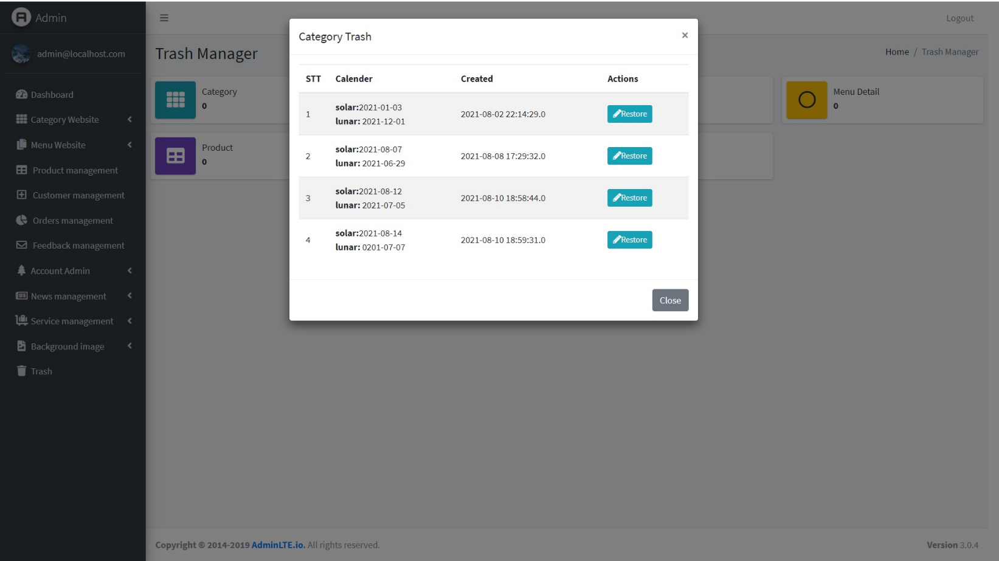 Admin
Logout
admin@localhost.com
Trash Manager
Home / Trash Manager
Dashboard
Category Website
Menu Website
Product management
Customer management
Orders management
Feedback management
Account Admin
News management
Service management
Background image
Trash
Category
0
Menu Detail
0
Product
0
Category Trash
×
STT Calender Created Actions
1 solar:2021-01-03 2021-08-02 22:14:29.0 Restore
lunar: 2021-12-01
2 solar:2021-08-07 2021-08-08 17:29:32.0 Restore
lunar: 2021-06-29
3 solar:2021-08-12 2021-08-10 18:58:44.0 Restore
lunar: 2021-07-05
4 solar:2021-08-14 2021-08-10 18:59:31.0 Restore
lunar: 0201-07-07
Close
Copyright © 2014-2019 AdminLTE.io. All rights reserved.
Version 3.0.4